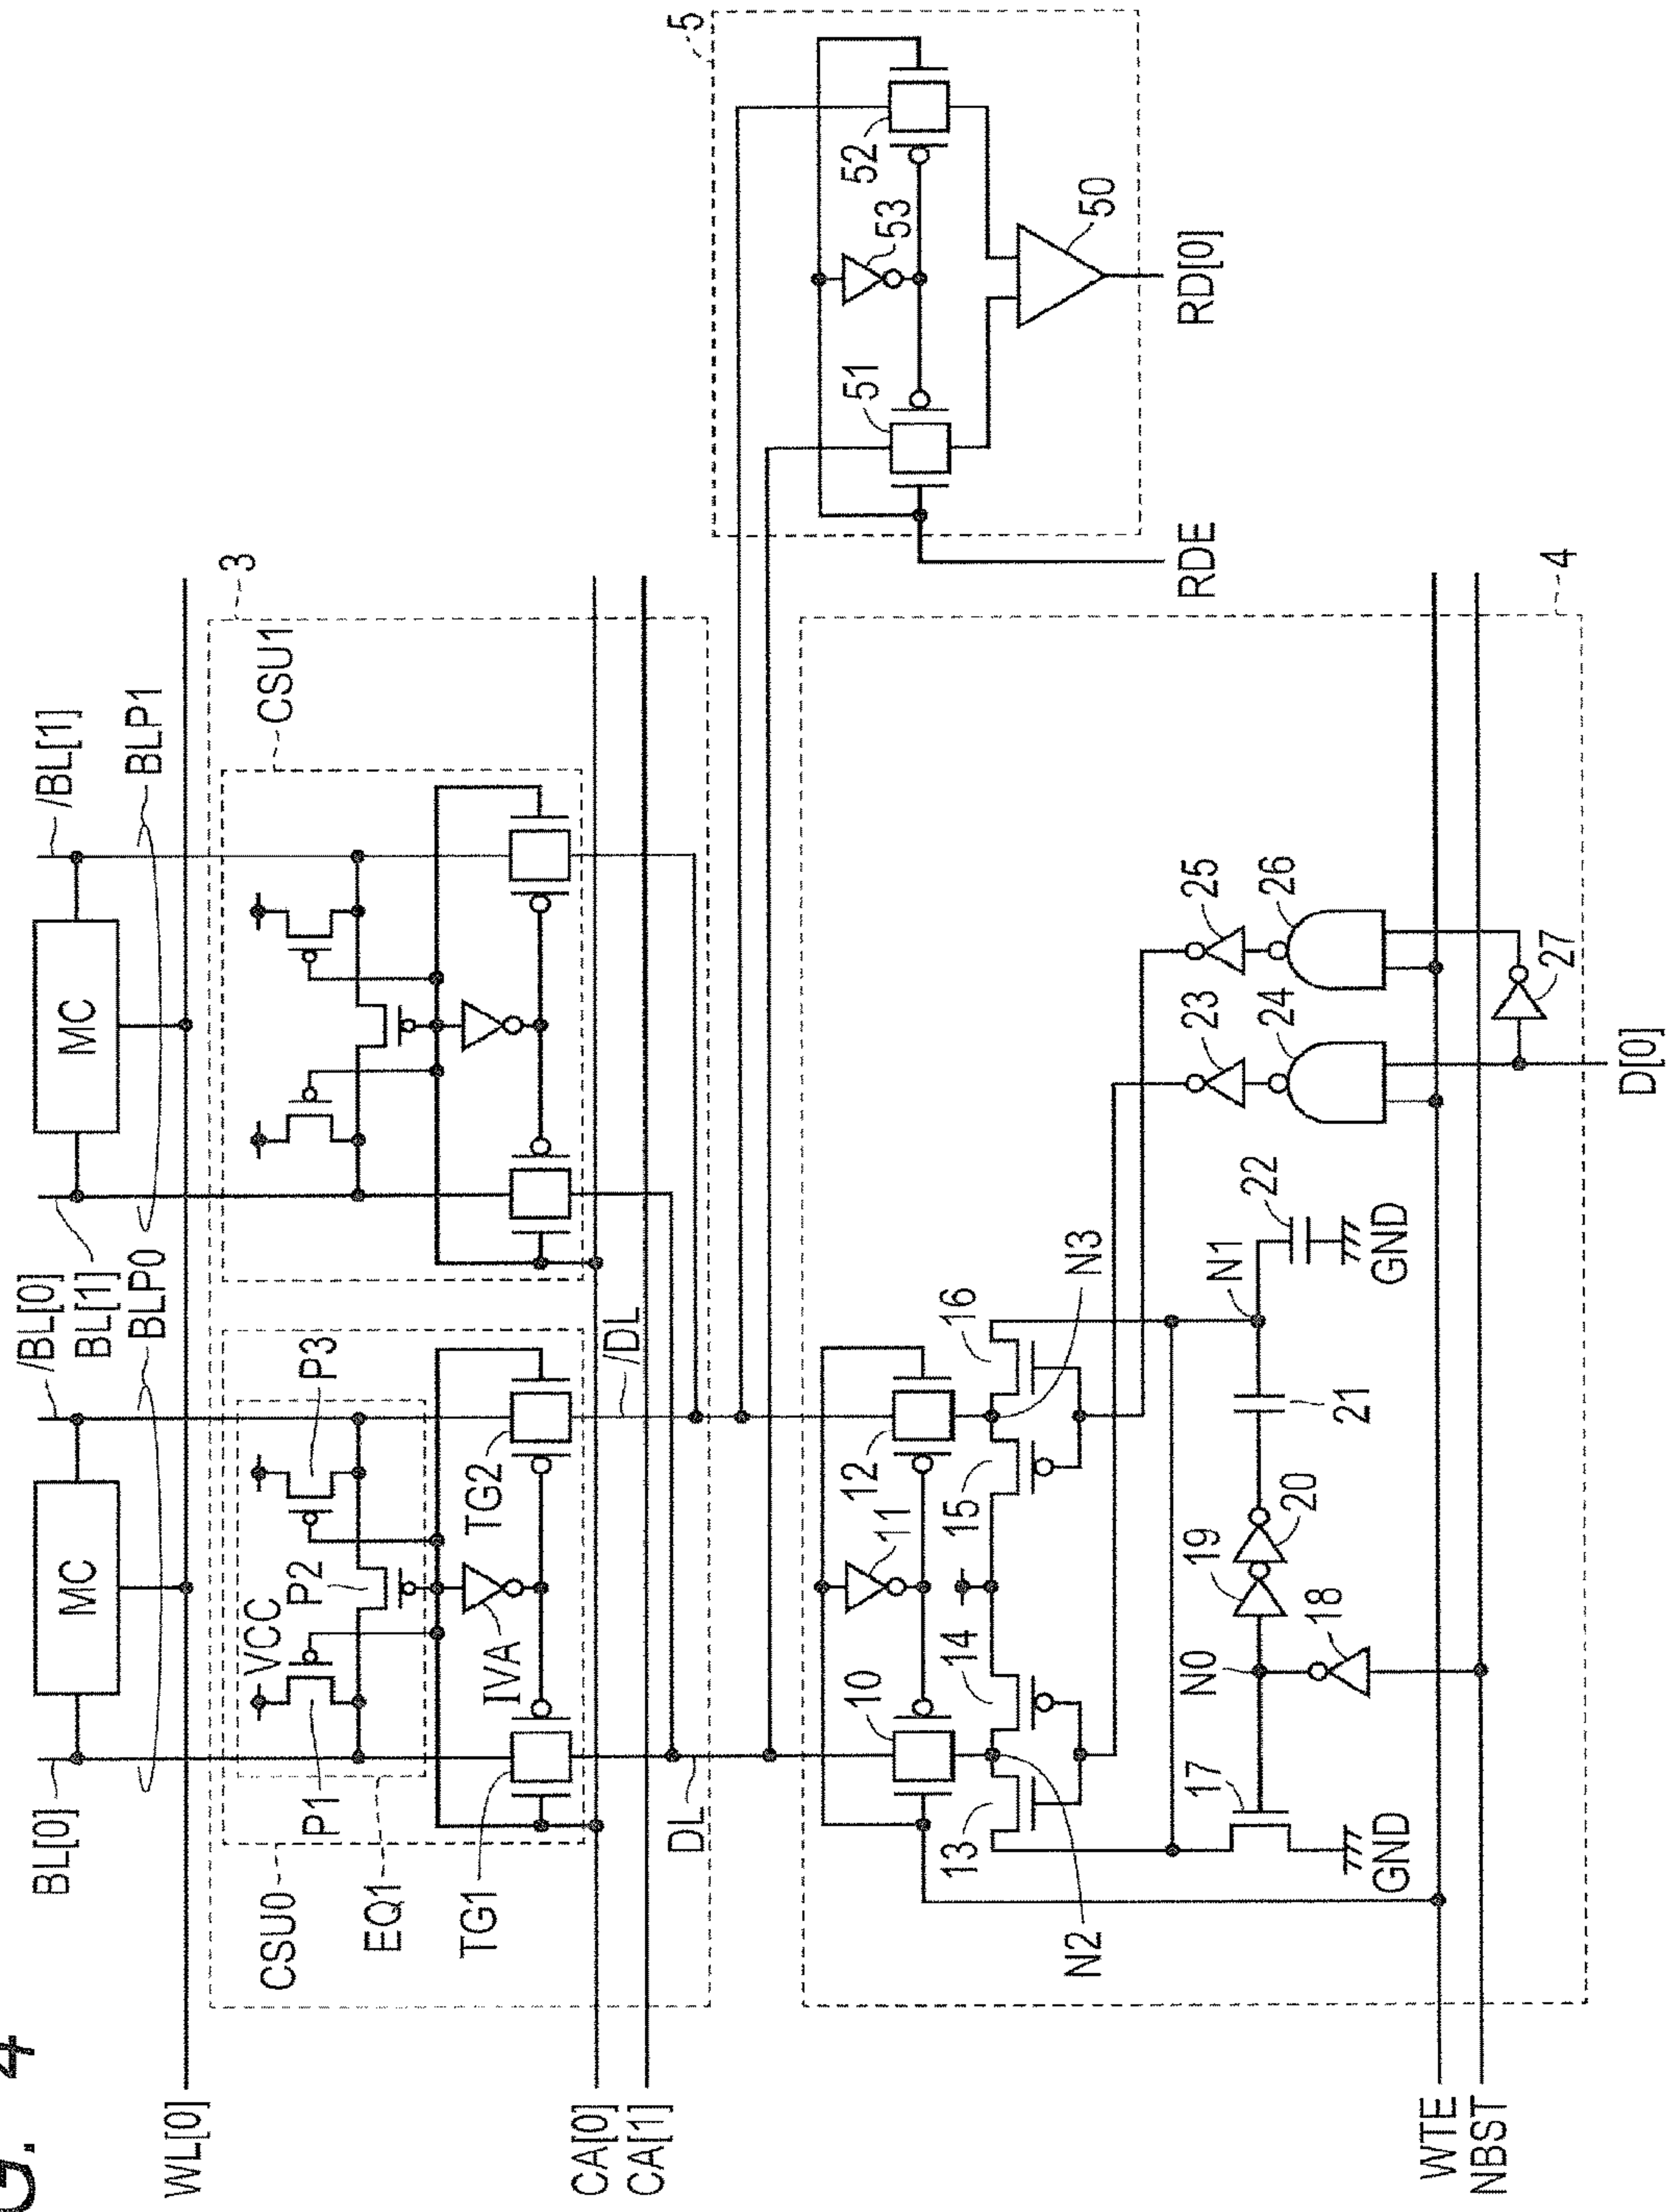 G. 4
BL[0]
/BL[0]
BL[1]
/BL[1]
MC
MC
BLP0
BLP1
WL[0]
3
CSU0
CSU1
EQ1
P1
VCC
P2
P3
IVA
TG1
TG2
CA[0]
CA[1]
DL
/DL
5
51
52
53
50
RDE
RD[0]
4
10
11
12
13
14
15
16
N2
N3
17
N0
18
19
20
21
N1
22
GND
GND
23
24
25
26
27
WTE
NBST
D[0]